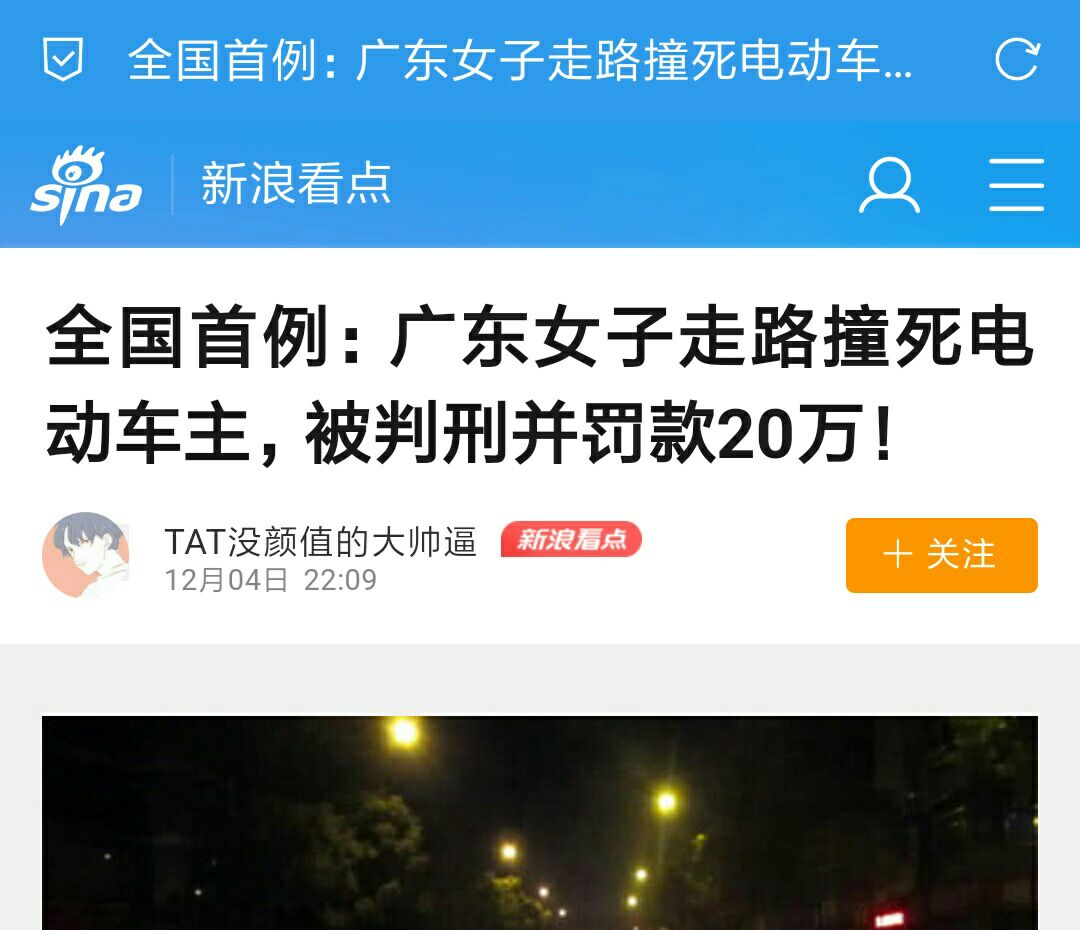 全国首例：广东女子走路撞死电动车...
sina
新浪看点
全国首例：广东女子走路撞死电
动车主，被判刑并罚款20万！
TAT没颜值的大帅逼 新浪看点
12月04日 22:09
+ 关注